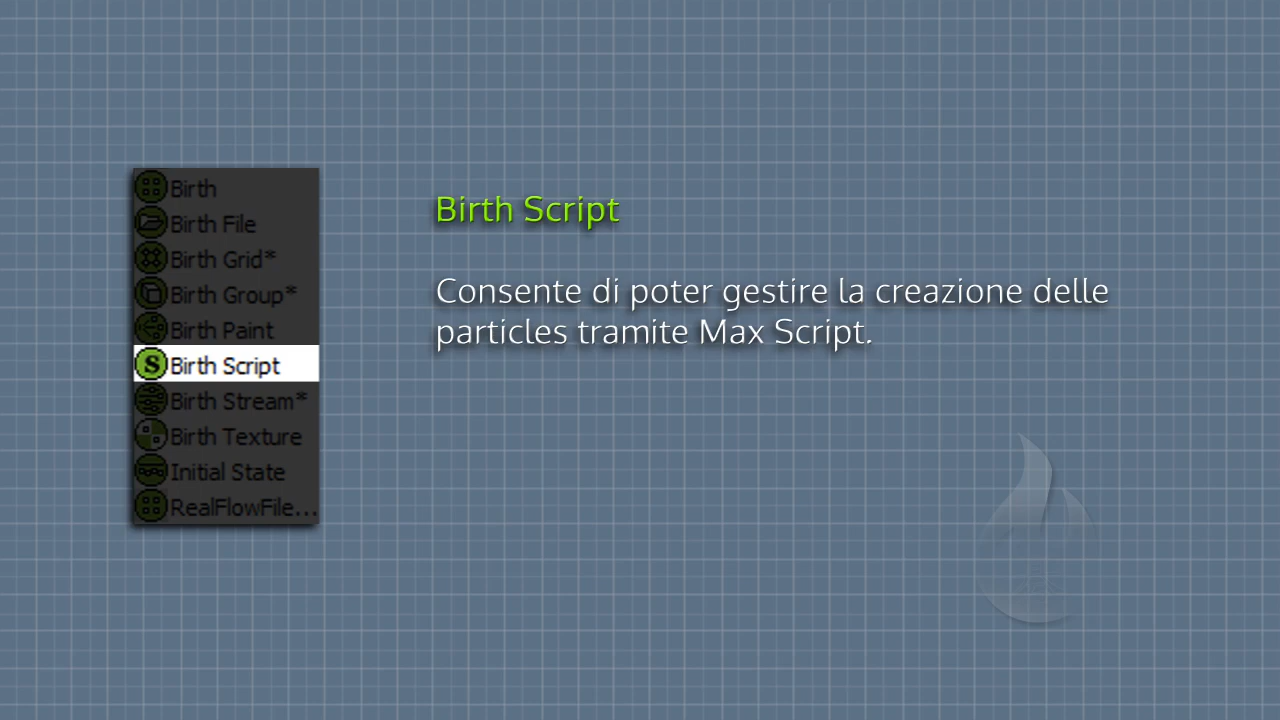 Birth
Birth File
Birth Grid*
Birth Group*
Birth Paint
S Birth Script
Birth Stream*
Birth Texture
Initial State
RealFlowFile...
Birth Script
Consente di poter gestire la creazione delle
particles tramite Max Script.